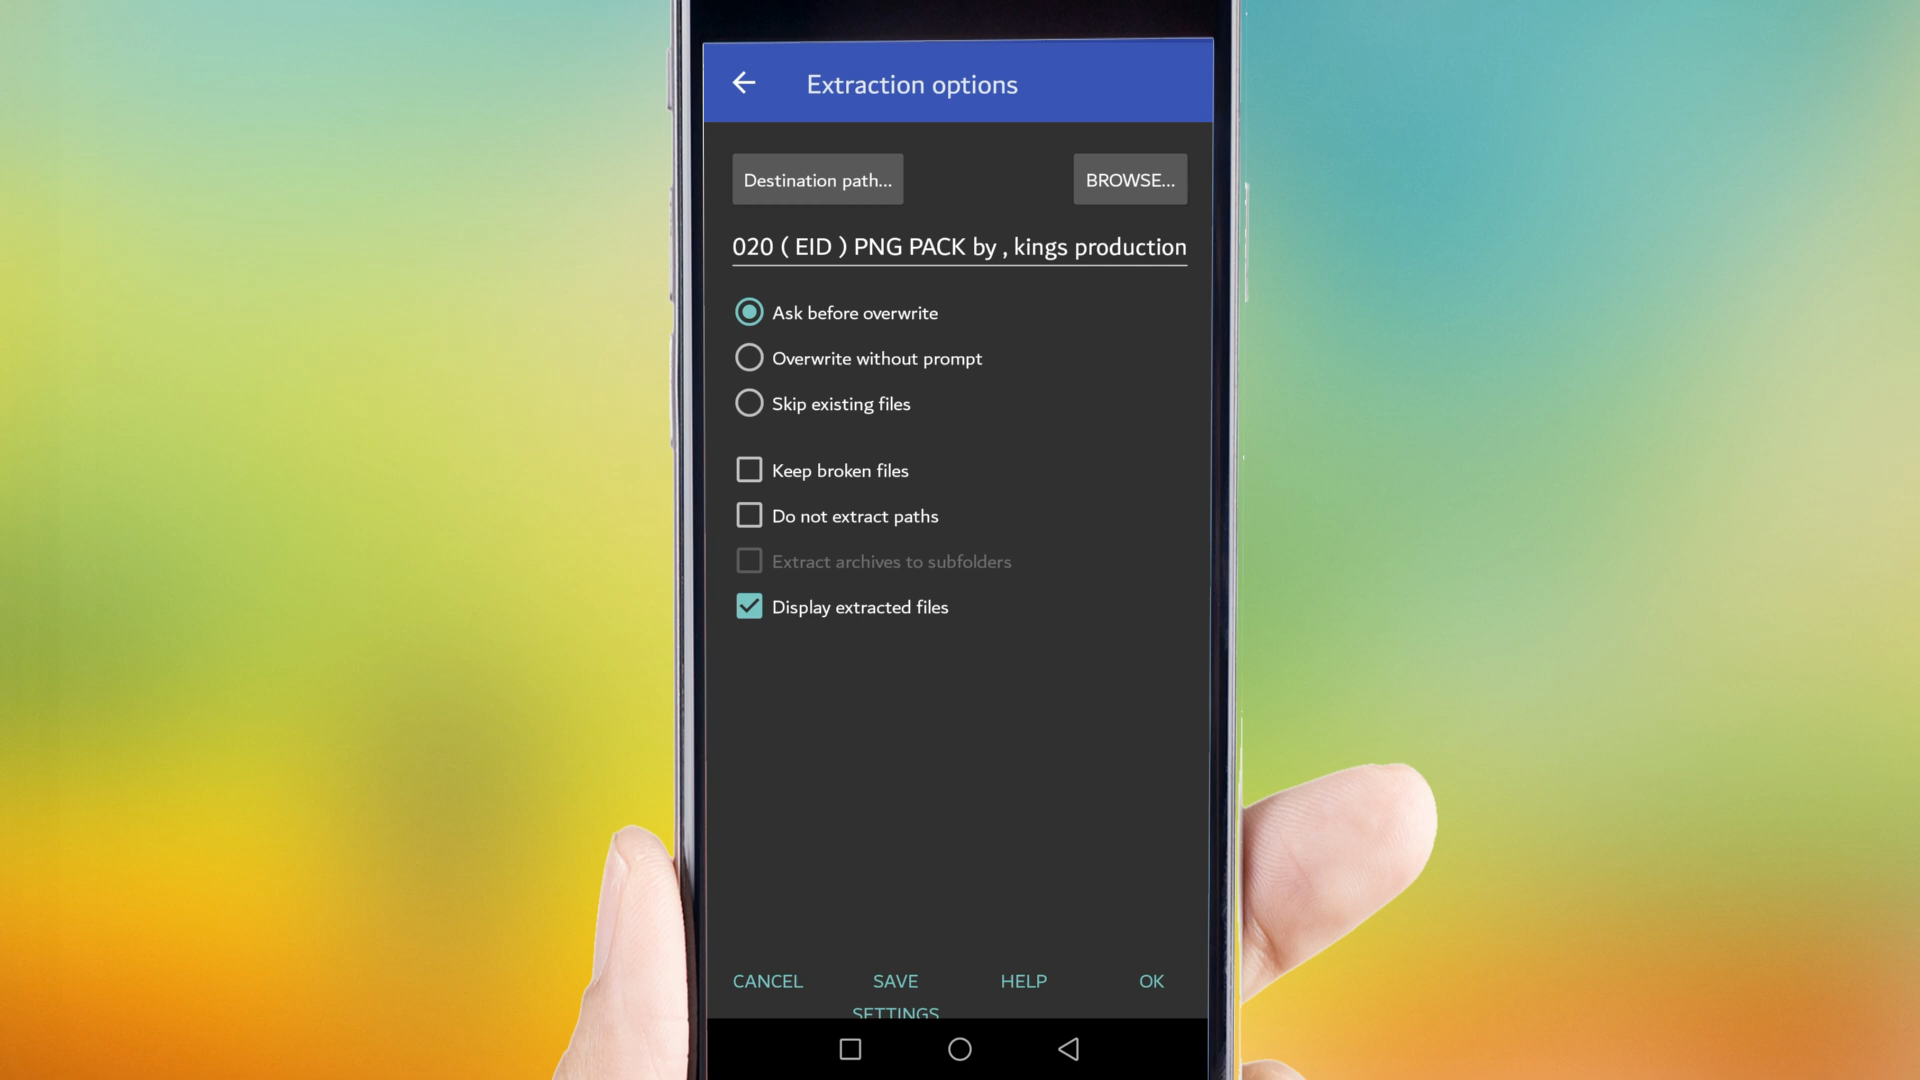 Extraction options
Destination path...
BROWSE...
020 ( EID ) PNG PACK by , kings production
Ask before overwrite
Overwrite without prompt
Skip existing files
Keep broken files
Do not extract paths
Extract archives to subfolders
Display extracted files
CANCEL
SAVE SETTINGS
HELP
OK